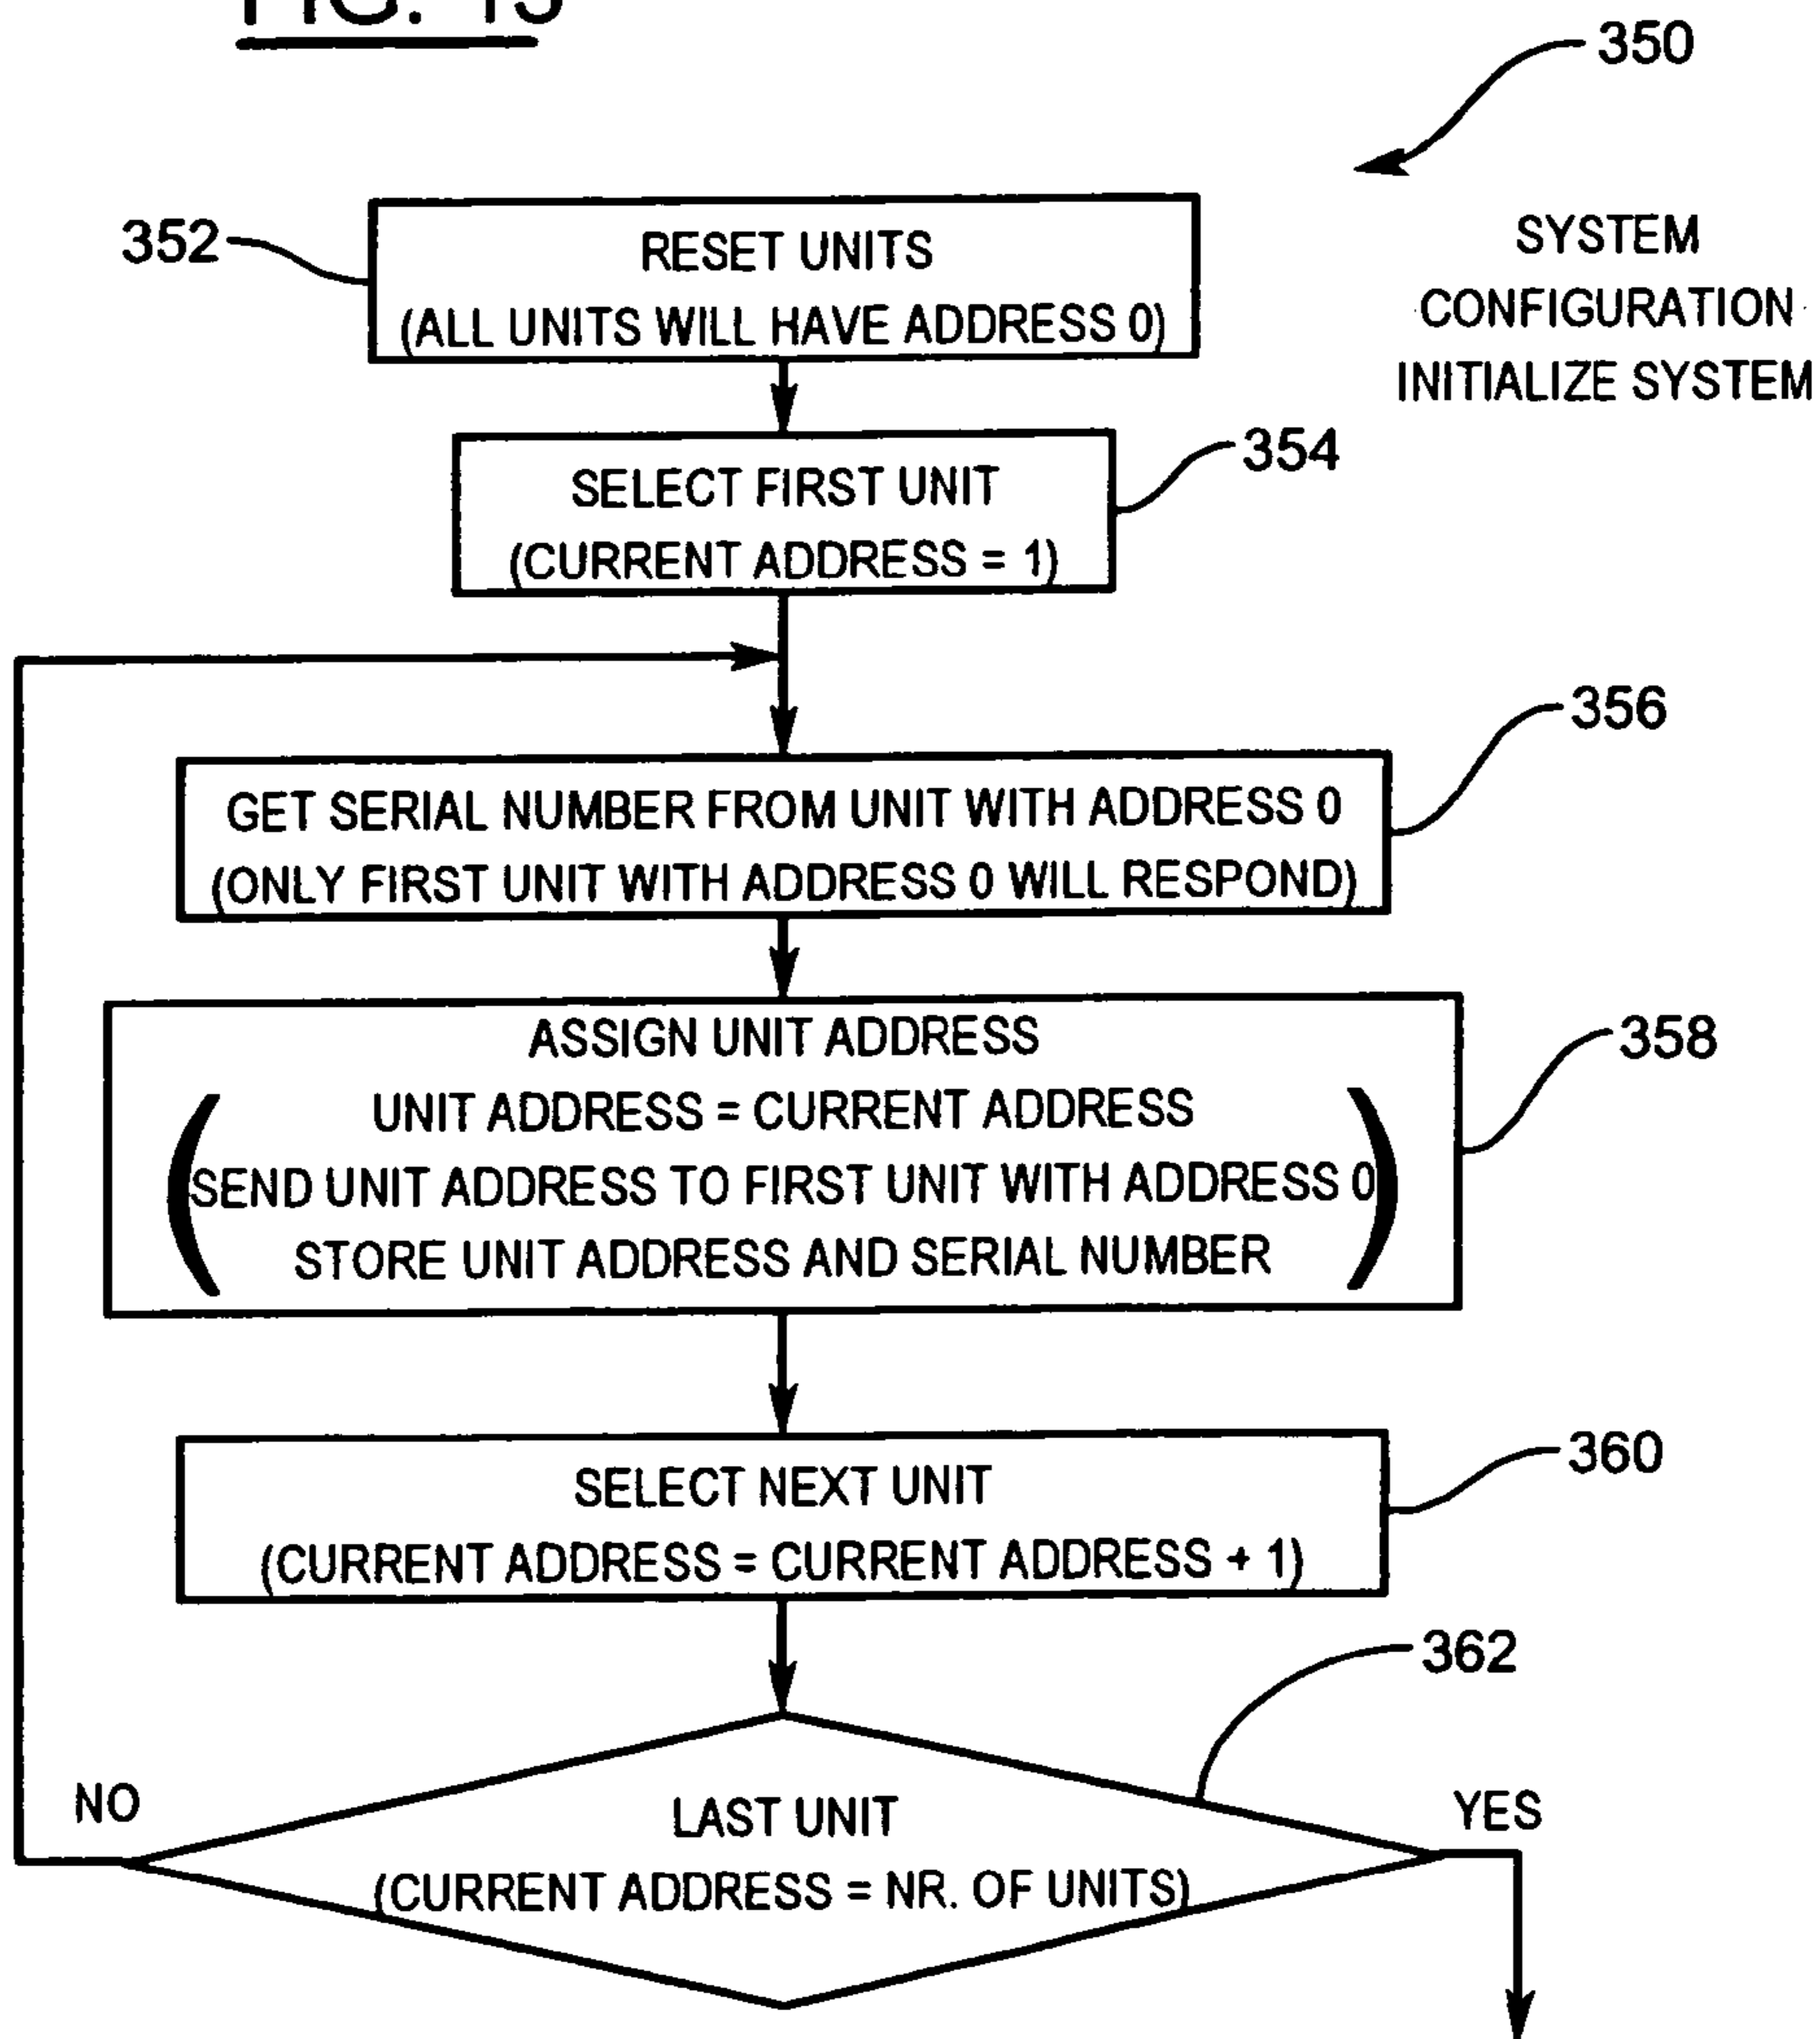 FIG. 13
350
352
RESET UNITS
(ALL UNITS WILL HAVE ADDRESS 0)
SYSTEM
CONFIGURATION
INITIALIZE SYSTEM
354
SELECT FIRST UNIT
(CURRENT ADDRESS = 1)
356
GET SERIAL NUMBER FROM UNIT WITH ADDRESS 0
(ONLY FIRST UNIT WITH ADDRESS 0 WILL RESPOND)
358
ASSIGN UNIT ADDRESS
(UNIT ADDRESS = CURRENT ADDRESS
SEND UNIT ADDRESS TO FIRST UNIT WITH ADDRESS 0
STORE UNIT ADDRESS AND SERIAL NUMBER)
360
SELECT NEXT UNIT
(CURRENT ADDRESS = CURRENT ADDRESS + 1)
362
NO
LAST UNIT
(CURRENT ADDRESS = NR. OF UNITS)
YES